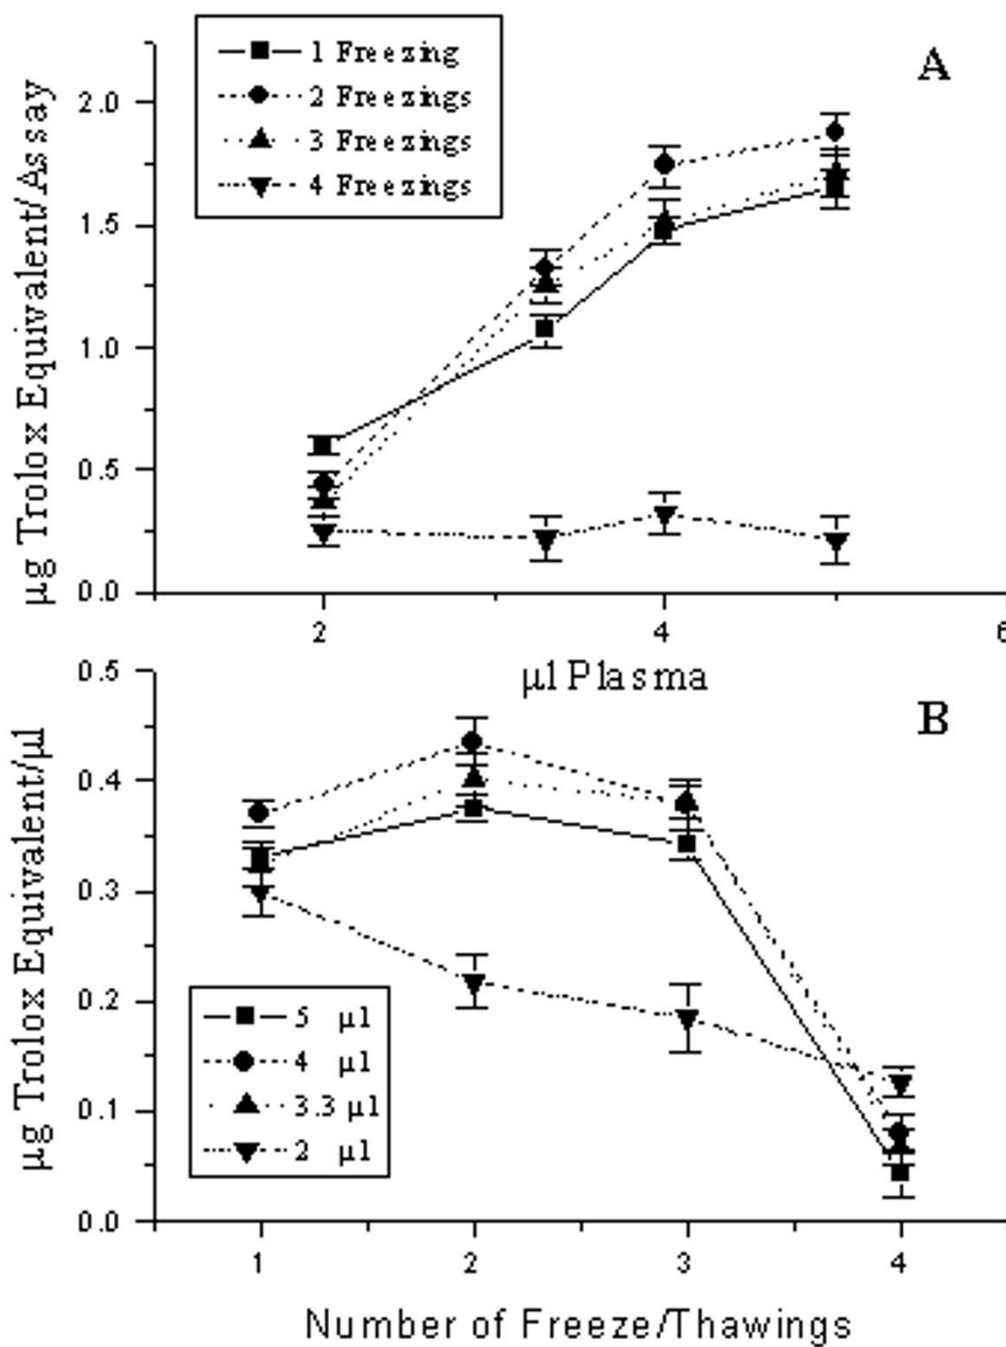 A
1 Freezing
2 Freezings
3 Freezings
4 Freezings
μg Trolox Equivalent/Assay
2.0
1.5
1.0
0.5
0.0
2
4
6
μl Plasma
B
μg Trolox Equivalent/μl
0.5
0.4
0.3
0.2
0.1
0.0
5 μl
4 μl
3.3 μl
2 μl
1
2
3
4
Number of Freeze/Thawings